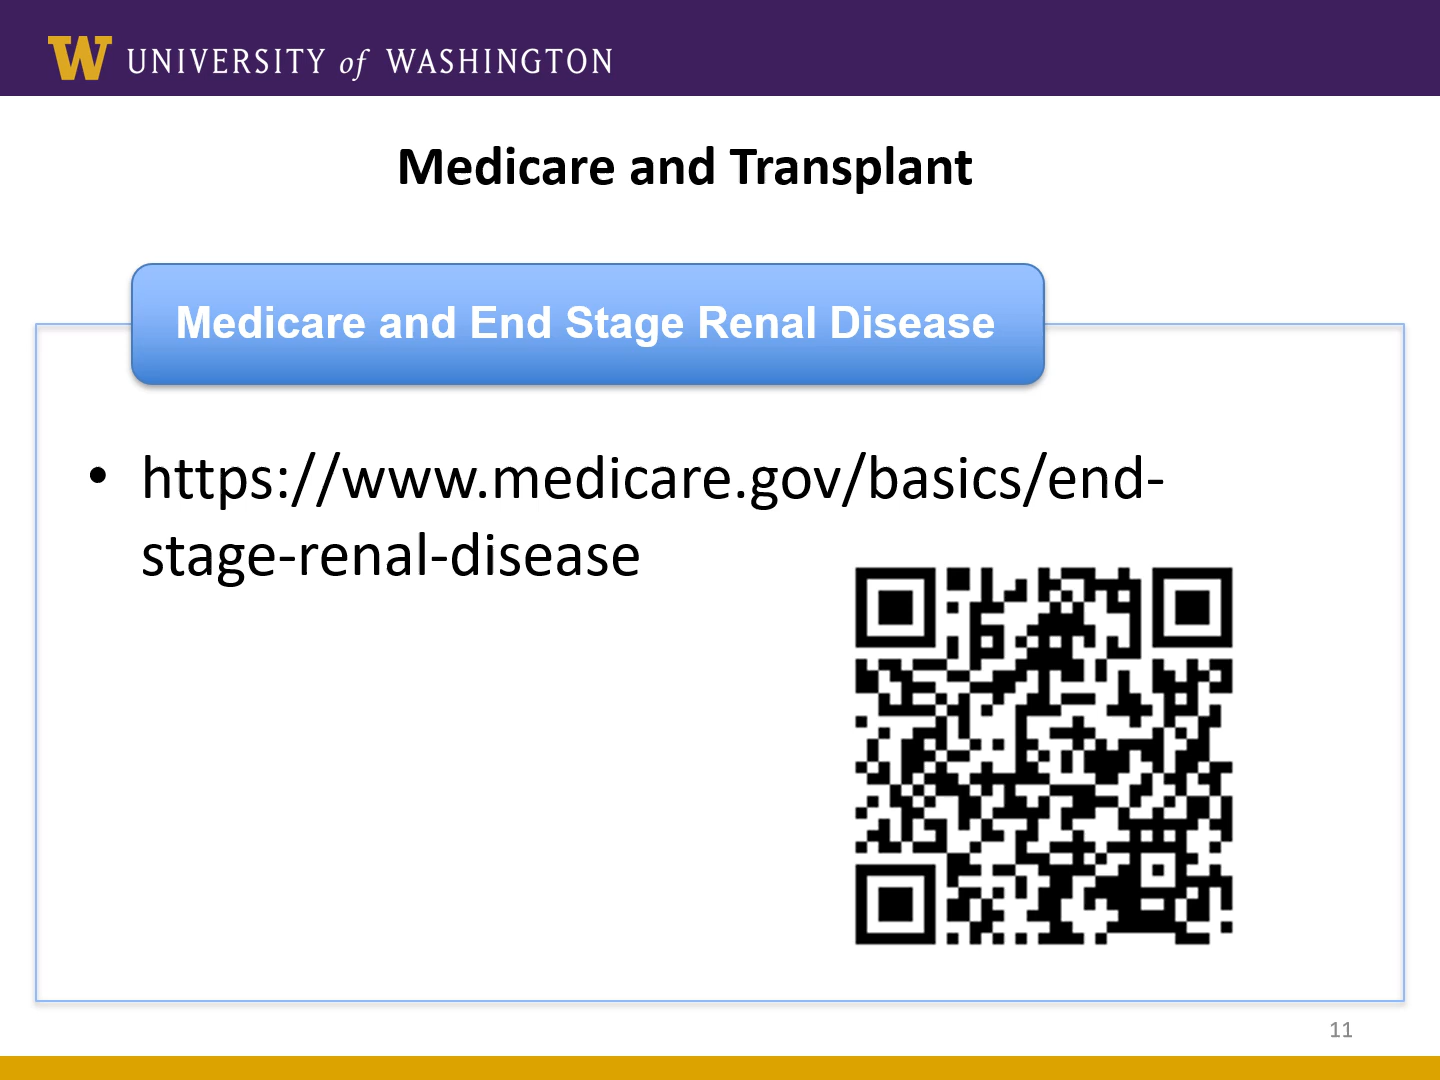 W UNIVERSITY of WASHINGTON
Medicare and Transplant
Medicare and End Stage Renal Disease
• https://www.medicare.gov/basics/end-
stage-renal-disease
11